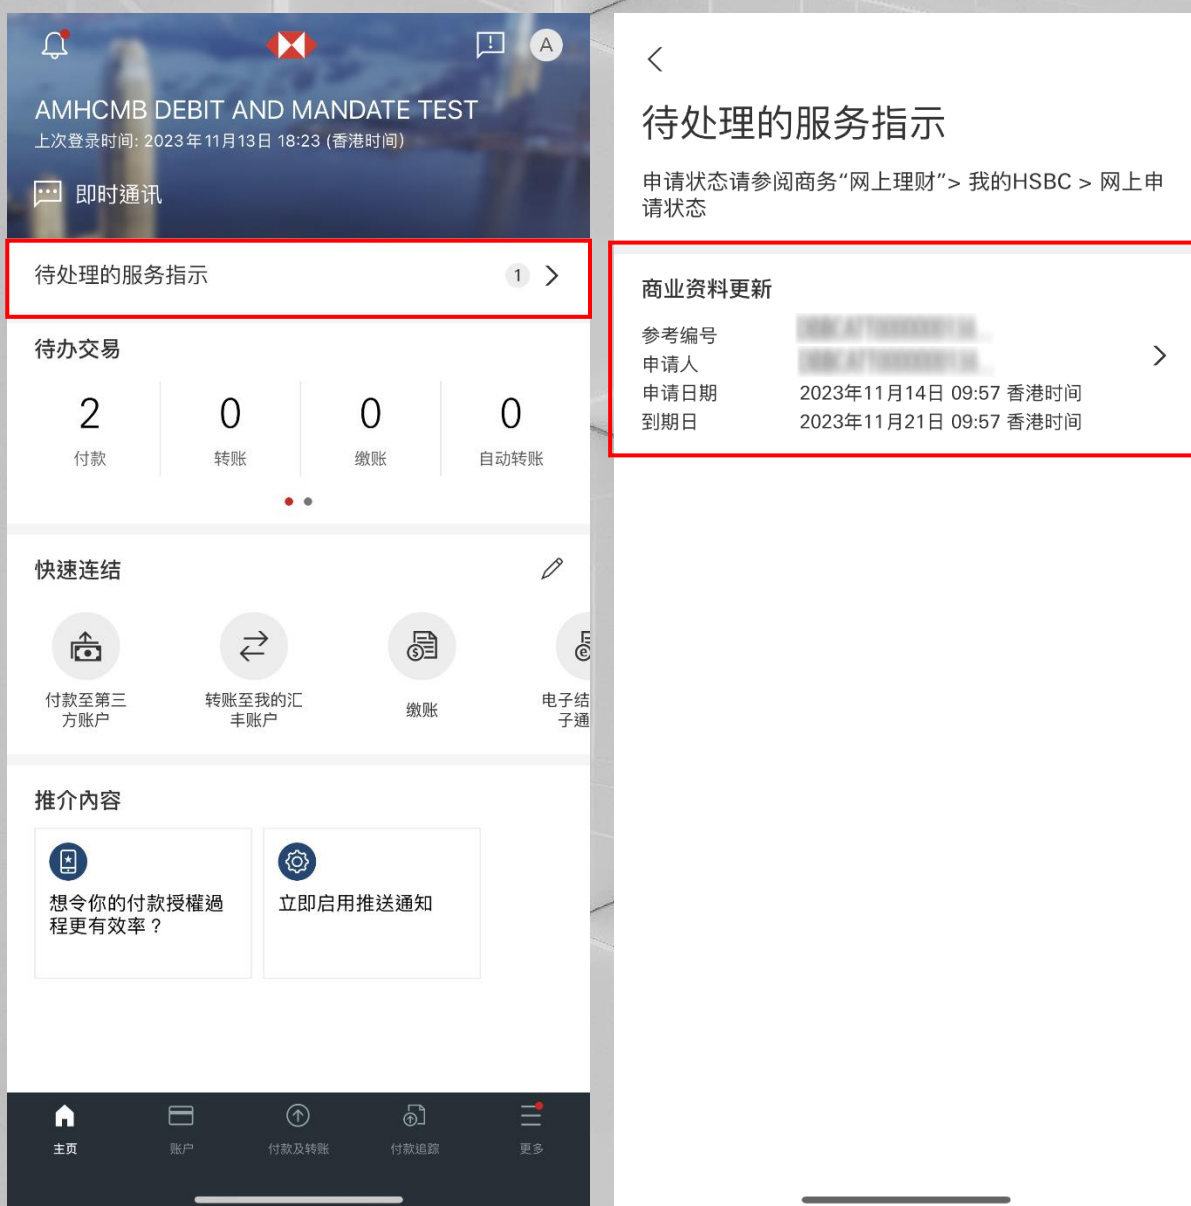 A
AMHCMB DEBIT AND MANDATE TEST
上次登录时间: 2023年11月13日 18:23 (香港时间)
即时通讯
待处理的服务指示 1
待办交易
2 0 0 0
付款 转账 缴账 自动转账
快速连结
付款至第三
方账户
转账至我的汇
丰账户
缴账
电子结
子通
推介内容
想令你的付款授權過
程更有效率？
立即启用推送通知
主页 账户 付款及转账 付款追踪 更多
待处理的服务指示
申请状态请参阅商务“网上理财”> 我的HSBC > 网上申
请状态
商业资料更新
参考编号
申请人
申请日期 2023年11月14日 09:57 香港时间
到期日 2023年11月21日 09:57 香港时间